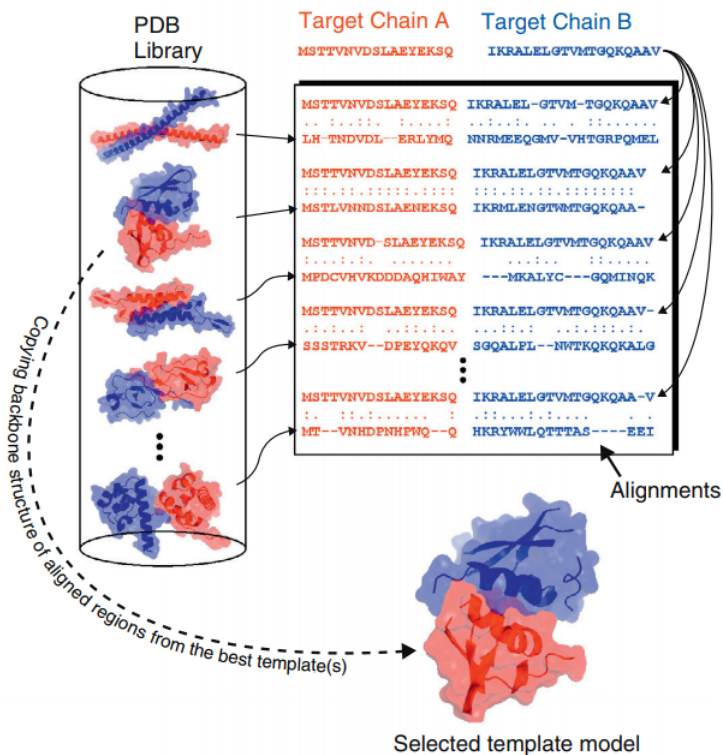 PDB
Library
Target Chain A Target Chain B
MSTTVNVDSLAEYEKSQ IKRALELGTVMTGQKQAAV
MSTTVNVDSLAEYEKSQ IKRALEL-GTVM-TGQKQAAV
LH-TNDVDL--ERLYMQ NNRMEEQGMV-VHTGRPQMEL
MSTTVNVDSLAEYEKSQ IKRALELGTVMTGQKQAAV
MSTLVNNDSLAENEKSQ IKRMLENGTWMTGQKQAA-
MSTTVNVD-SLAEYEKSQ IKRALELGTVMTGQKQAAV
MPDCVHVKDDDAQHIWAY ---MKALYC---GQMINQK
MSTTVNVDSLAEYEKSQ IKRALELGTVMTGQKQAAV-
SSSTRKV--DPEYQKQV SGQALPL--NWTKQKQKALG
MSTTVNVDSLAEYEKSQ IKRALELGTVMTGQKQAA-V
MT--VNHDPNHPWQ--Q HKRYWWLQTTTAS----EEI
Alignments
Copying backbone structure of aligned regions from the best template(s)
Selected template model